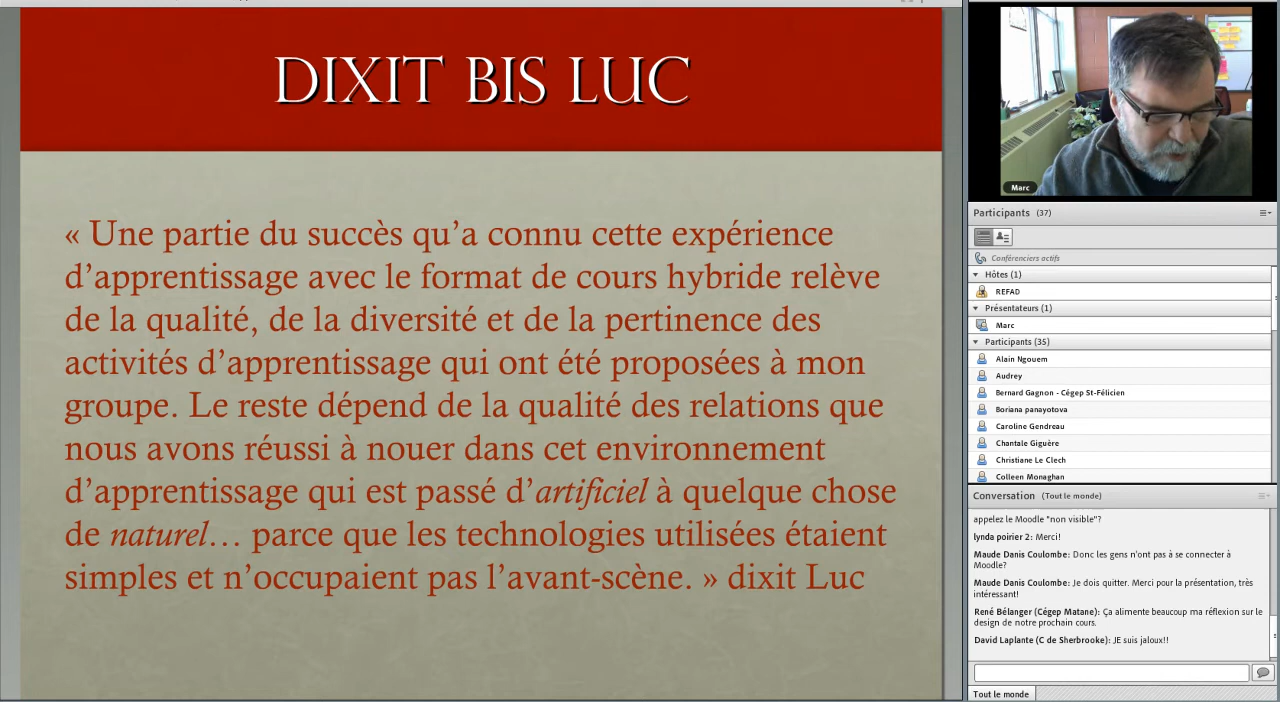 DIXIT BIS LUC
« Une partie du succès qu’a connu cette expérience
d’apprentissage avec le format de cours hybride relève
de la qualité, de la diversité et de la pertinence des
activités d’apprentissage qui ont été proposées à mon
groupe. Le reste dépend de la qualité des relations que
nous avons réussi à nouer dans cet environnement
d’apprentissage qui est passé d’artificiel à quelque chose
de naturel… parce que les technologies utilisées étaient
simples et n’occupaient pas l’avant-scène. » dixit Luc
Marc
Participants (37)
Conférenciers actifs
Hôtes (1)
REFAD
Présentateurs (1)
Marc
Participants (35)
Alain Ngouem
Audrey
Bernard Gagnon - Cégep St-Félicien
Boriana panayotova
Caroline Gendreau
Chantale Giguère
Christiane Le Clech
Colleen Monaghan
Conversation (Tout le monde)
appelez le Moodle "non visible"?
lynda poirier 2: Merci!
Maude Danis Coulombe: Donc les gens n'ont pas à se connecter à
Moodle?
Maude Danis Coulombe: Je dois quitter. Merci pour la présentation, très
intéressant!
René Bélanger (Cégep Matane): Ça alimente beaucoup ma réflexion sur le
design de notre prochain cours.
David Laplante (C de Sherbrooke): JE suis jaloux!!
Tout le monde